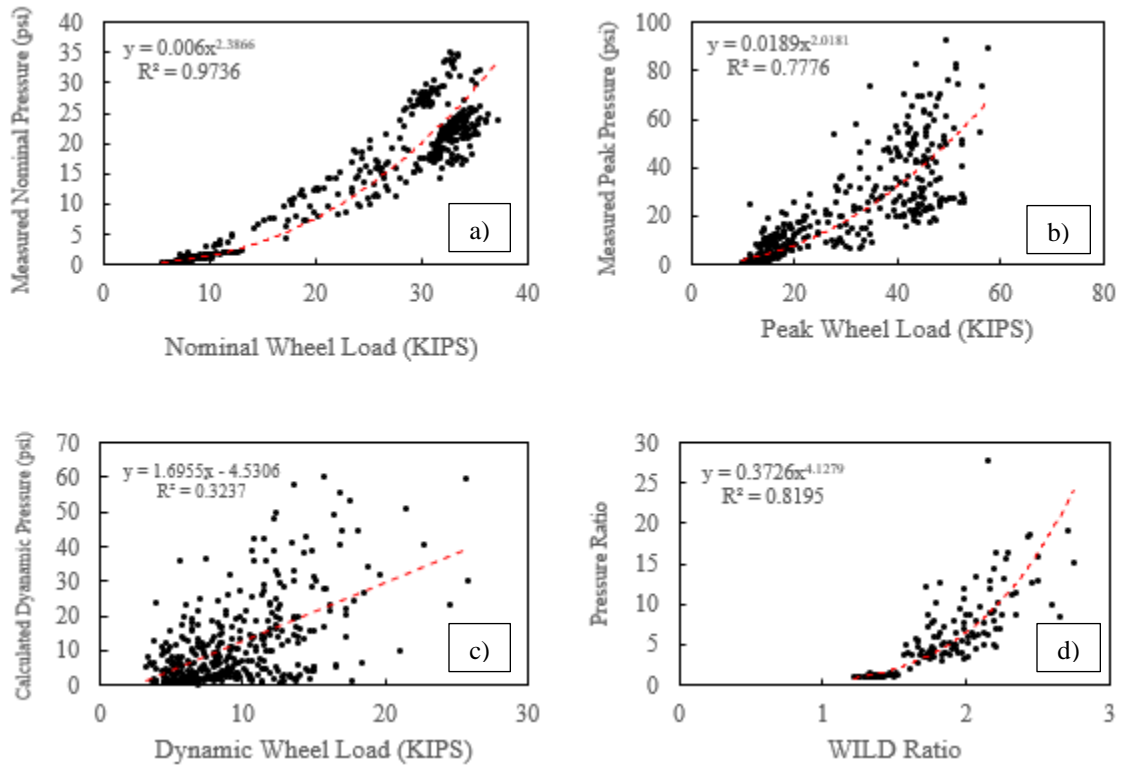 Measured Nominal Pressure (psi)
40
35
30
25
20
15
10
5
0
y = 0.006x^2.3866
R² = 0.9736
a)
0 10 20 30 40
Nominal Wheel Load (KIPS)
Measured Peak Pressure (psi)
100
80
60
40
20
0
y = 0.0189x^2.0181
R² = 0.7776
b)
0 20 40 60 80
Peak Wheel Load (KIPS)
Calculated Dyanamic Pressure (psi)
70
60
50
40
30
20
10
0
y = 1.6955x - 4.5306
R² = 0.3237
c)
0 10 20 30
Dynamic Wheel Load (KIPS)
Pressure Ratio
30
25
20
15
10
5
0
y = 0.3726x^4.1279
R² = 0.8195
d)
0 1 2 3
WILD Ratio